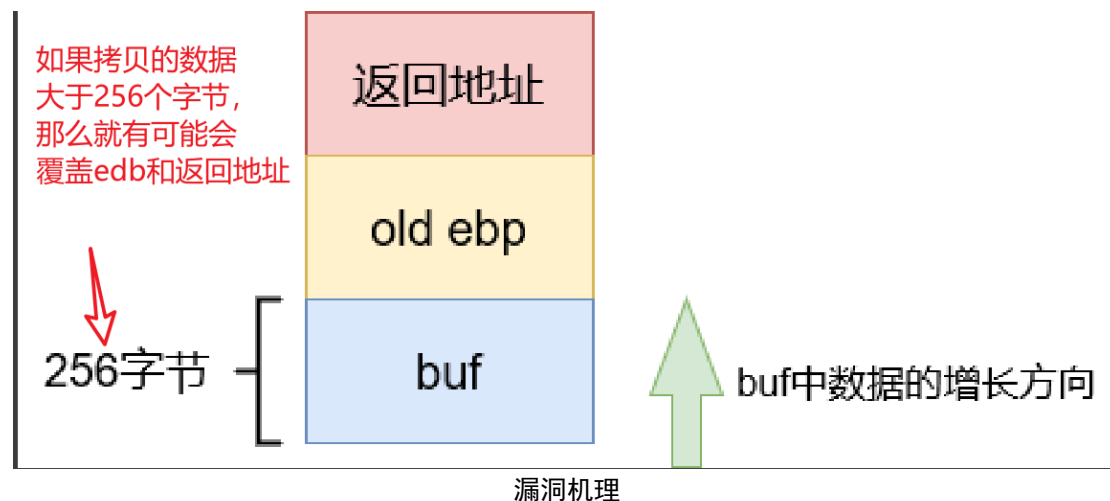 如果拷贝的数据
大于256个字节，
那么就有可能会
覆盖edb和返回地址
返回地址
old ebp
256字节
buf
buf中数据的增长方向
漏洞机理